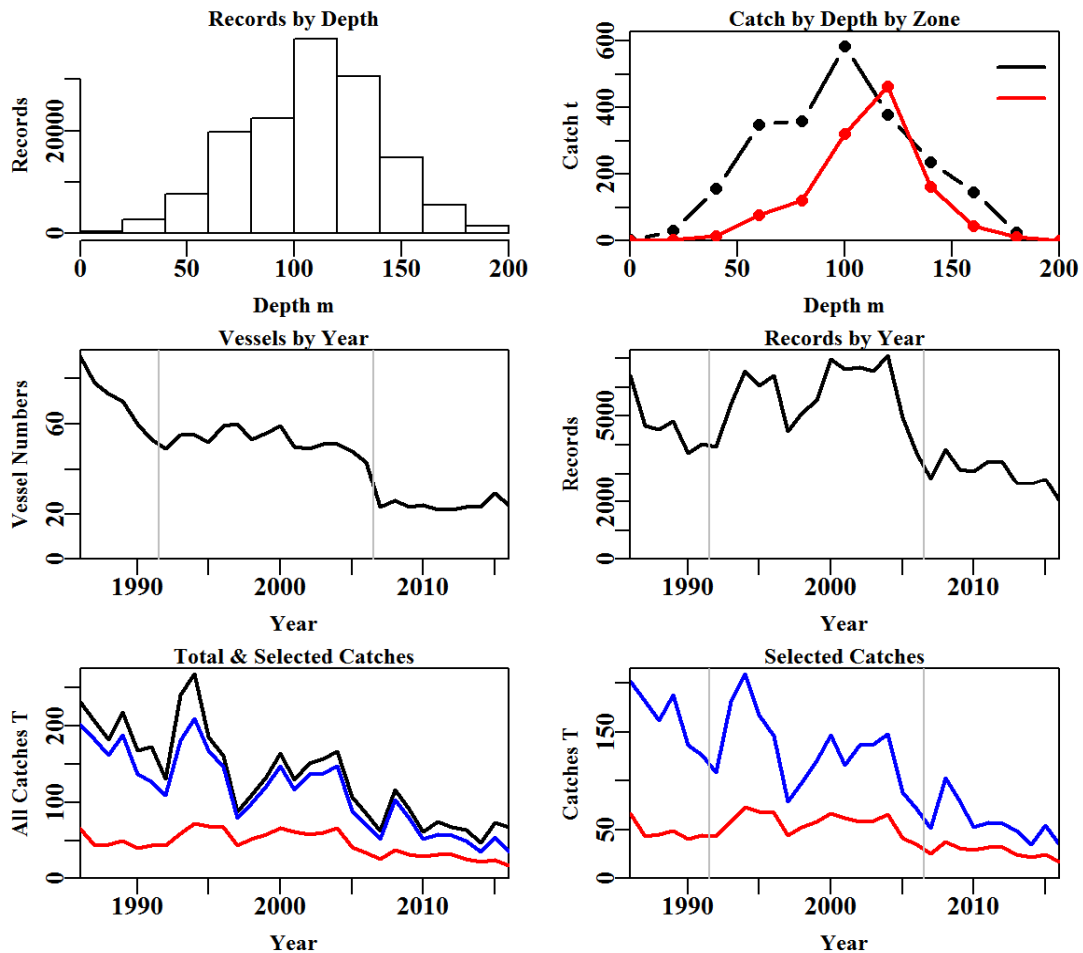 Records by Depth
Records
0
20000
0 50 100 150 200
Depth m
Catch by Depth by Zone
Catch t
0
200
400
600
50 100 150 200
0
Depth m
Vessels by Year
Vessel Numbers
0
20
60
1990 2000 2010
Year
Records by Year
Records
0
2000
5000
1990 2000 2010
Year
Total & Selected Catches
All Catches T
0
100
200
1990 2000 2010
Year
Selected Catches
Catches T
0
50
150
1990 2000 2010
Year